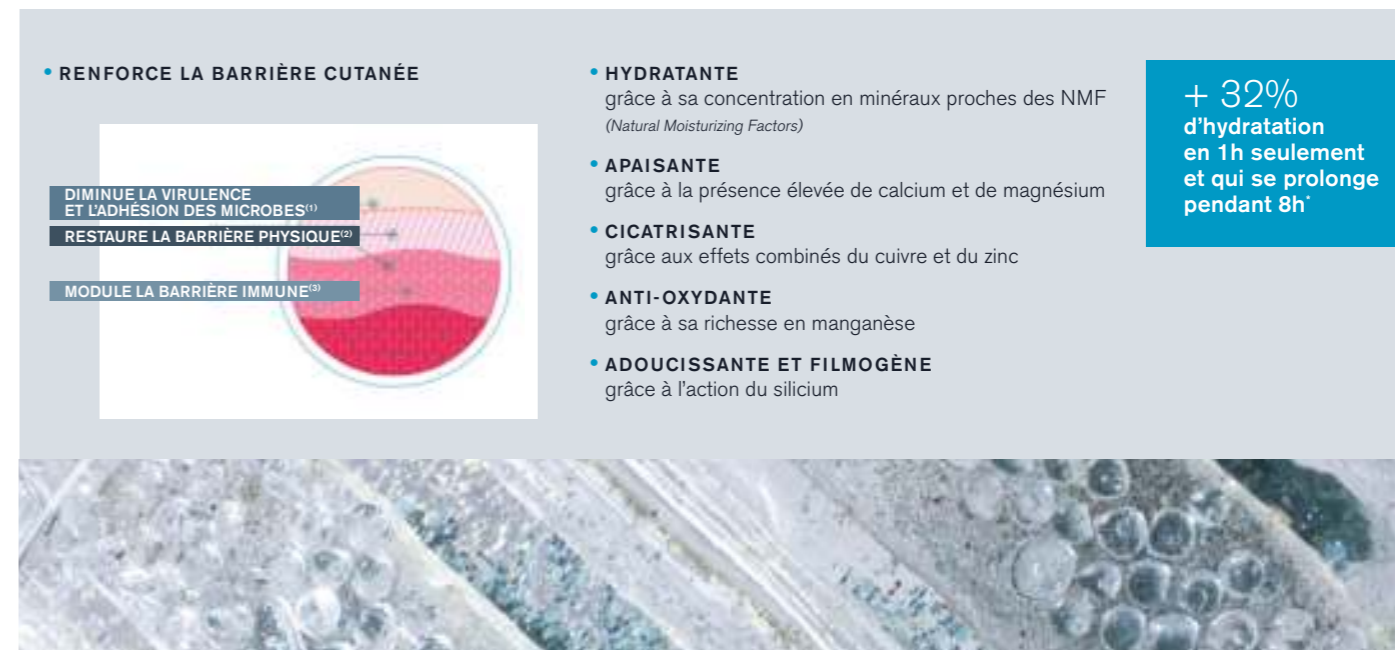 • RENFORCE LA BARRIÈRE CUTANÉE
DIMINUE LA VIRULENCE
ET L'ADHÉSION DES MICROBES(1)
RESTAURE LA BARRIÈRE PHYSIQUE(2)
MODULE LA BARRIÈRE IMMUNE(3)
• HYDRATANTE
grâce à sa concentration en minéraux proches des NMF
(Natural Moisturizing Factors)
• APAISANTE
grâce à la présence élevée de calcium et de magnésium
• CICATRISANTE
grâce aux effets combinés du cuivre et du zinc
• ANTI-OXYDANTE
grâce à sa richesse en manganèse
• ADOUCISSANTE ET FILMOGÈNE
grâce à l'action du silicium
+ 32%
d'hydratation
en 1h seulement
et qui se prolonge
pendant 8h*